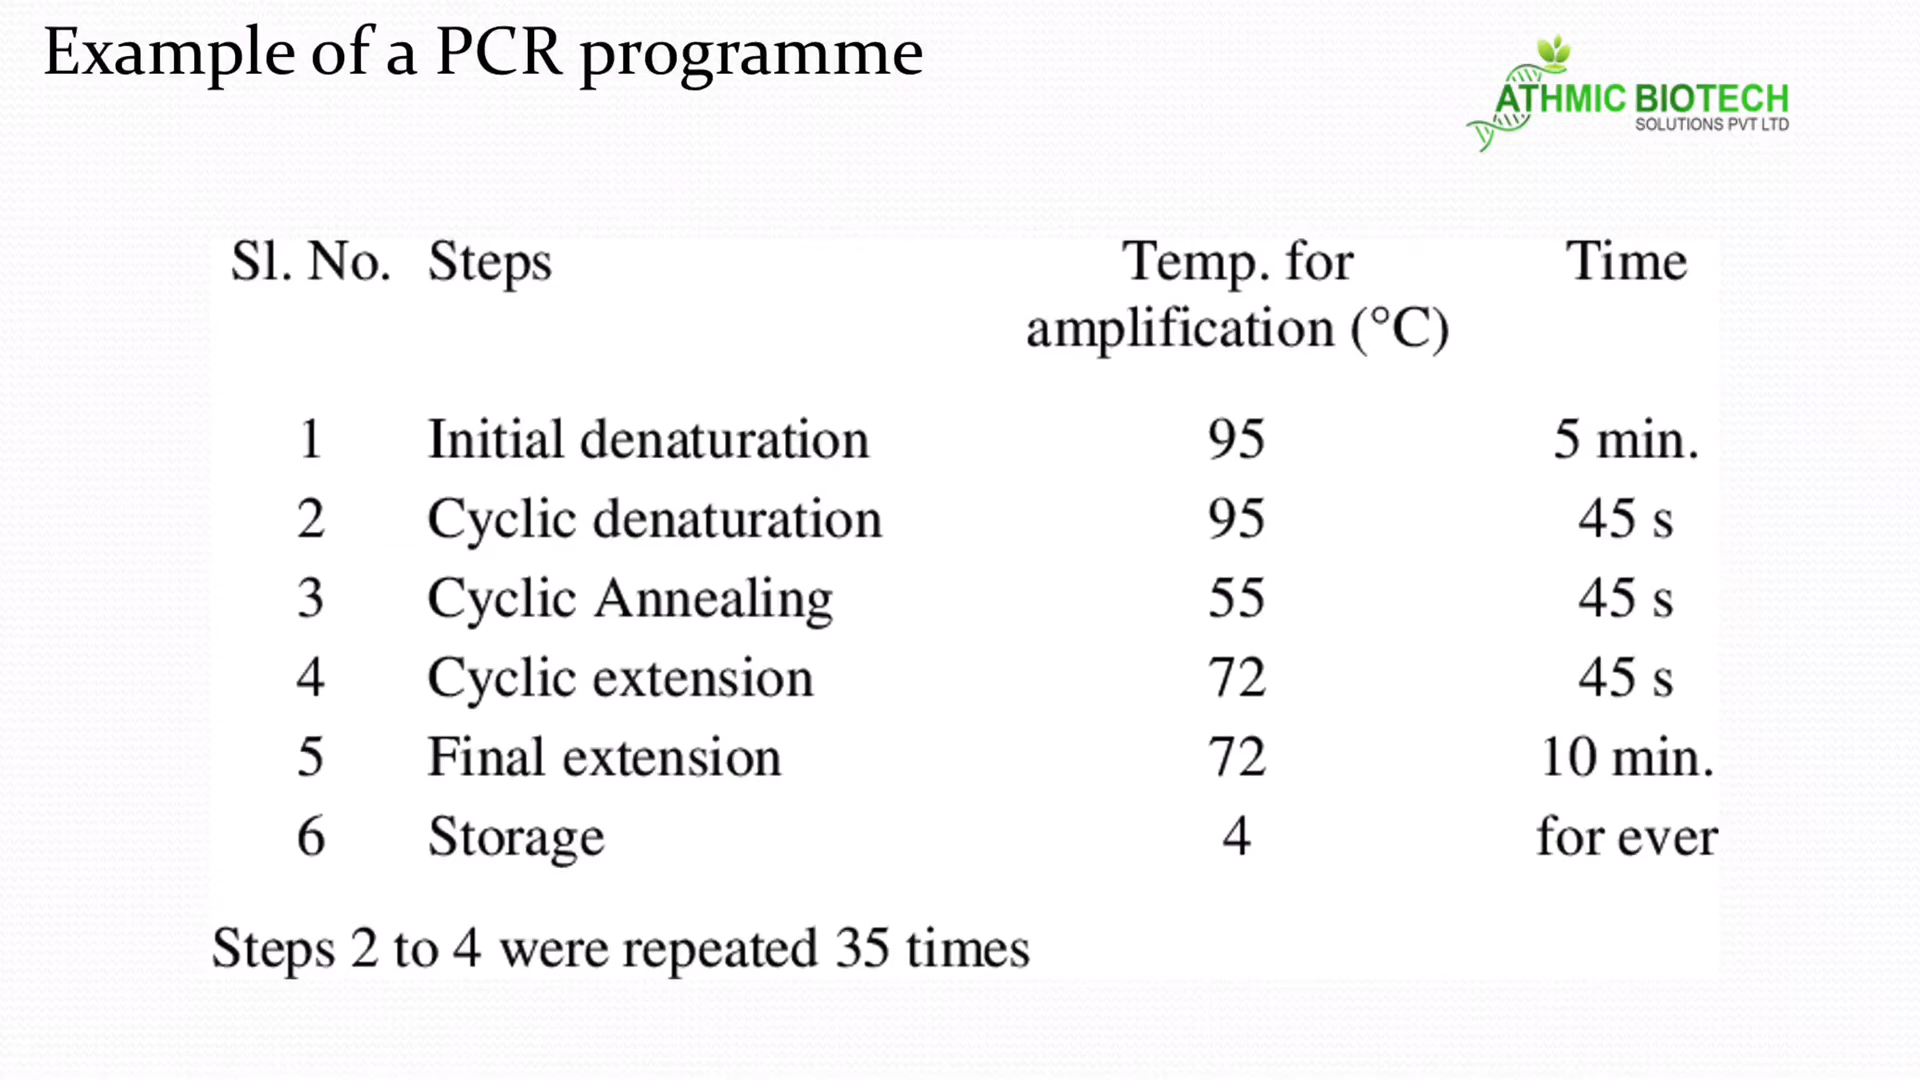 Example of a PCR programme
ATHMIC BIOTECH
SOLUTIONS PVT LTD
Sl. No. Steps Temp. for Time
amplification (°C)
1 Initial denaturation 95 5 min.
2 Cyclic denaturation 95 45 s
3 Cyclic Annealing 55 45 s
4 Cyclic extension 72 45 s
5 Final extension 72 10 min.
6 Storage 4 for ever
Steps 2 to 4 were repeated 35 times